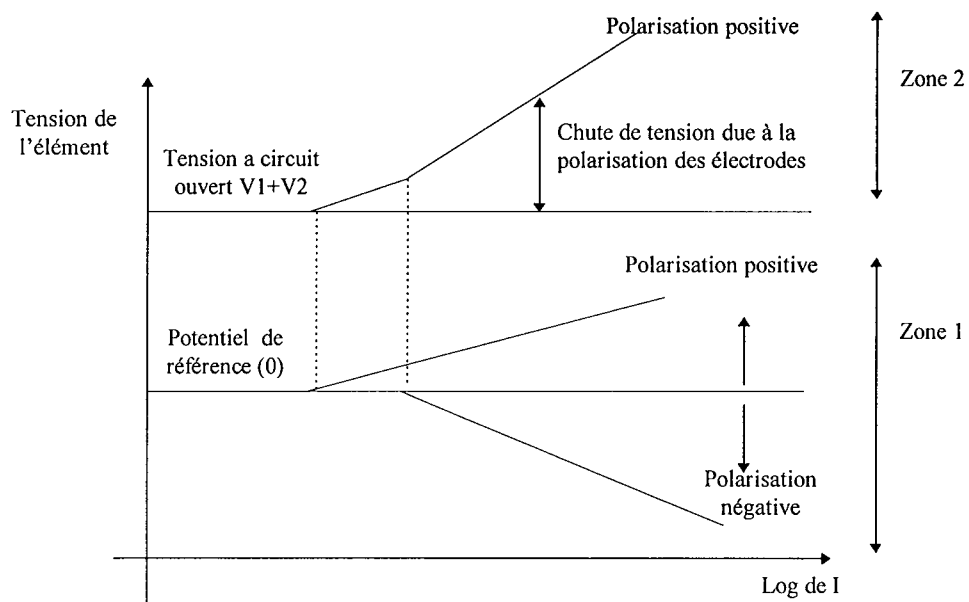 Polarisation positive
Zone 2
Tension de
l'élément
Chute de tension due à la
polarisation des électrodes
Tension a circuit
ouvert V1+V2
Polarisation positive
Zone 1
Potentiel de
référence (0)
Polarisation
négative
Log de I